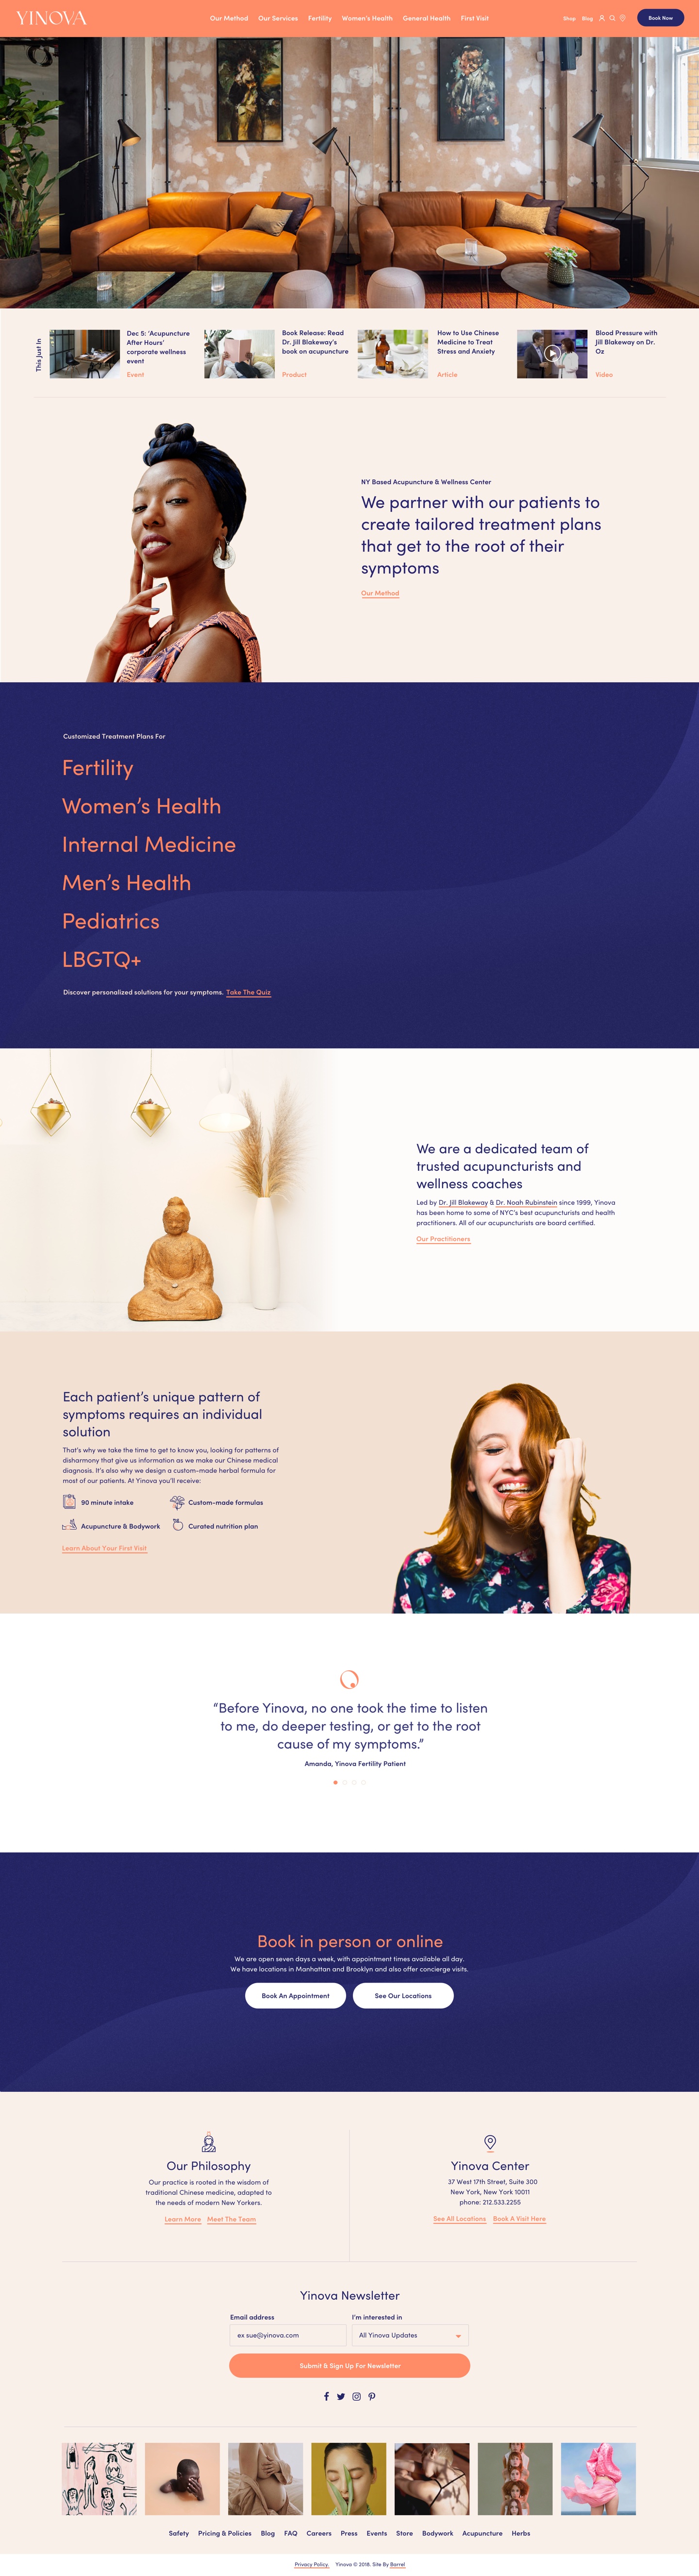 YINOVA
Our Method Our Services Fertility Women's Health General Health First Visit
Shop Blog
Book Now
This Just In
Dec 5: 'Acupuncture
After Hours'
corporate wellness
event
Event
Book Release: Read
Dr. Jill Blakeway's
book on acupuncture
Product
How to Use Chinese
Medicine to Treat
Stress and Anxiety
Article
Blood Pressure with
Jill Blakeway on Dr.
Oz
Video
NY Based Acupuncture & Wellness Center
We partner with our patients to
create tailored treatment plans
that get to the root of their
symptoms
Our Method
Customized Treatment Plans For
Fertility
Women's Health
Internal Medicine
Men's Health
Pediatrics
LBGTQ+
Discover personalized solutions for your symptoms. Take The Quiz
We are a dedicated team of
trusted acupuncturists and
wellness coaches
Led by Dr. Jill Blakeway & Dr. Noah Rubinstein since 1999, Yinova
has been home to some of NYC's best acupuncturists and health
practitioners. All of our acupuncturists are board certified.
Our Practitioners
Each patient's unique pattern of
symptoms requires an individual
solution
That's why we take the time to get to know you, looking for patterns of
disharmony that give us information as we make our Chinese medical
diagnosis. It's also why we design a custom-made herbal formula for
most of our patients. At Yinova you'll receive:
90 minute intake
Custom-made formulas
Acupuncture & Bodywork
Curated nutrition plan
Learn About Your First Visit
“Before Yinova, no one took the time to listen
to me, do deeper testing, or get to the root
cause of my symptoms.”
Amanda, Yinova Fertility Patient
Book in person or online
We are open seven days a week, with appointment times available all day.
We have locations in Manhattan and Brooklyn and also offer concierge visits.
Book An Appointment
See Our Locations
Our Philosophy
Our practice is rooted in the wisdom of
traditional Chinese medicine, adapted to
the needs of modern New Yorkers.
Learn More Meet The Team
Yinova Center
37 West 17th Street, Suite 300
New York, New York 10011
phone: 212.533.2255
See All Locations Book A Visit Here
Yinova Newsletter
Email address
ex sue@yinova.com
I'm interested in
All Yinova Updates
Submit & Sign Up For Newsletter
Safety Pricing & Policies Blog FAQ Careers Press Events Store Bodywork Acupuncture Herbs
Privacy Policy. Yinova © 2018. Site By Barrel